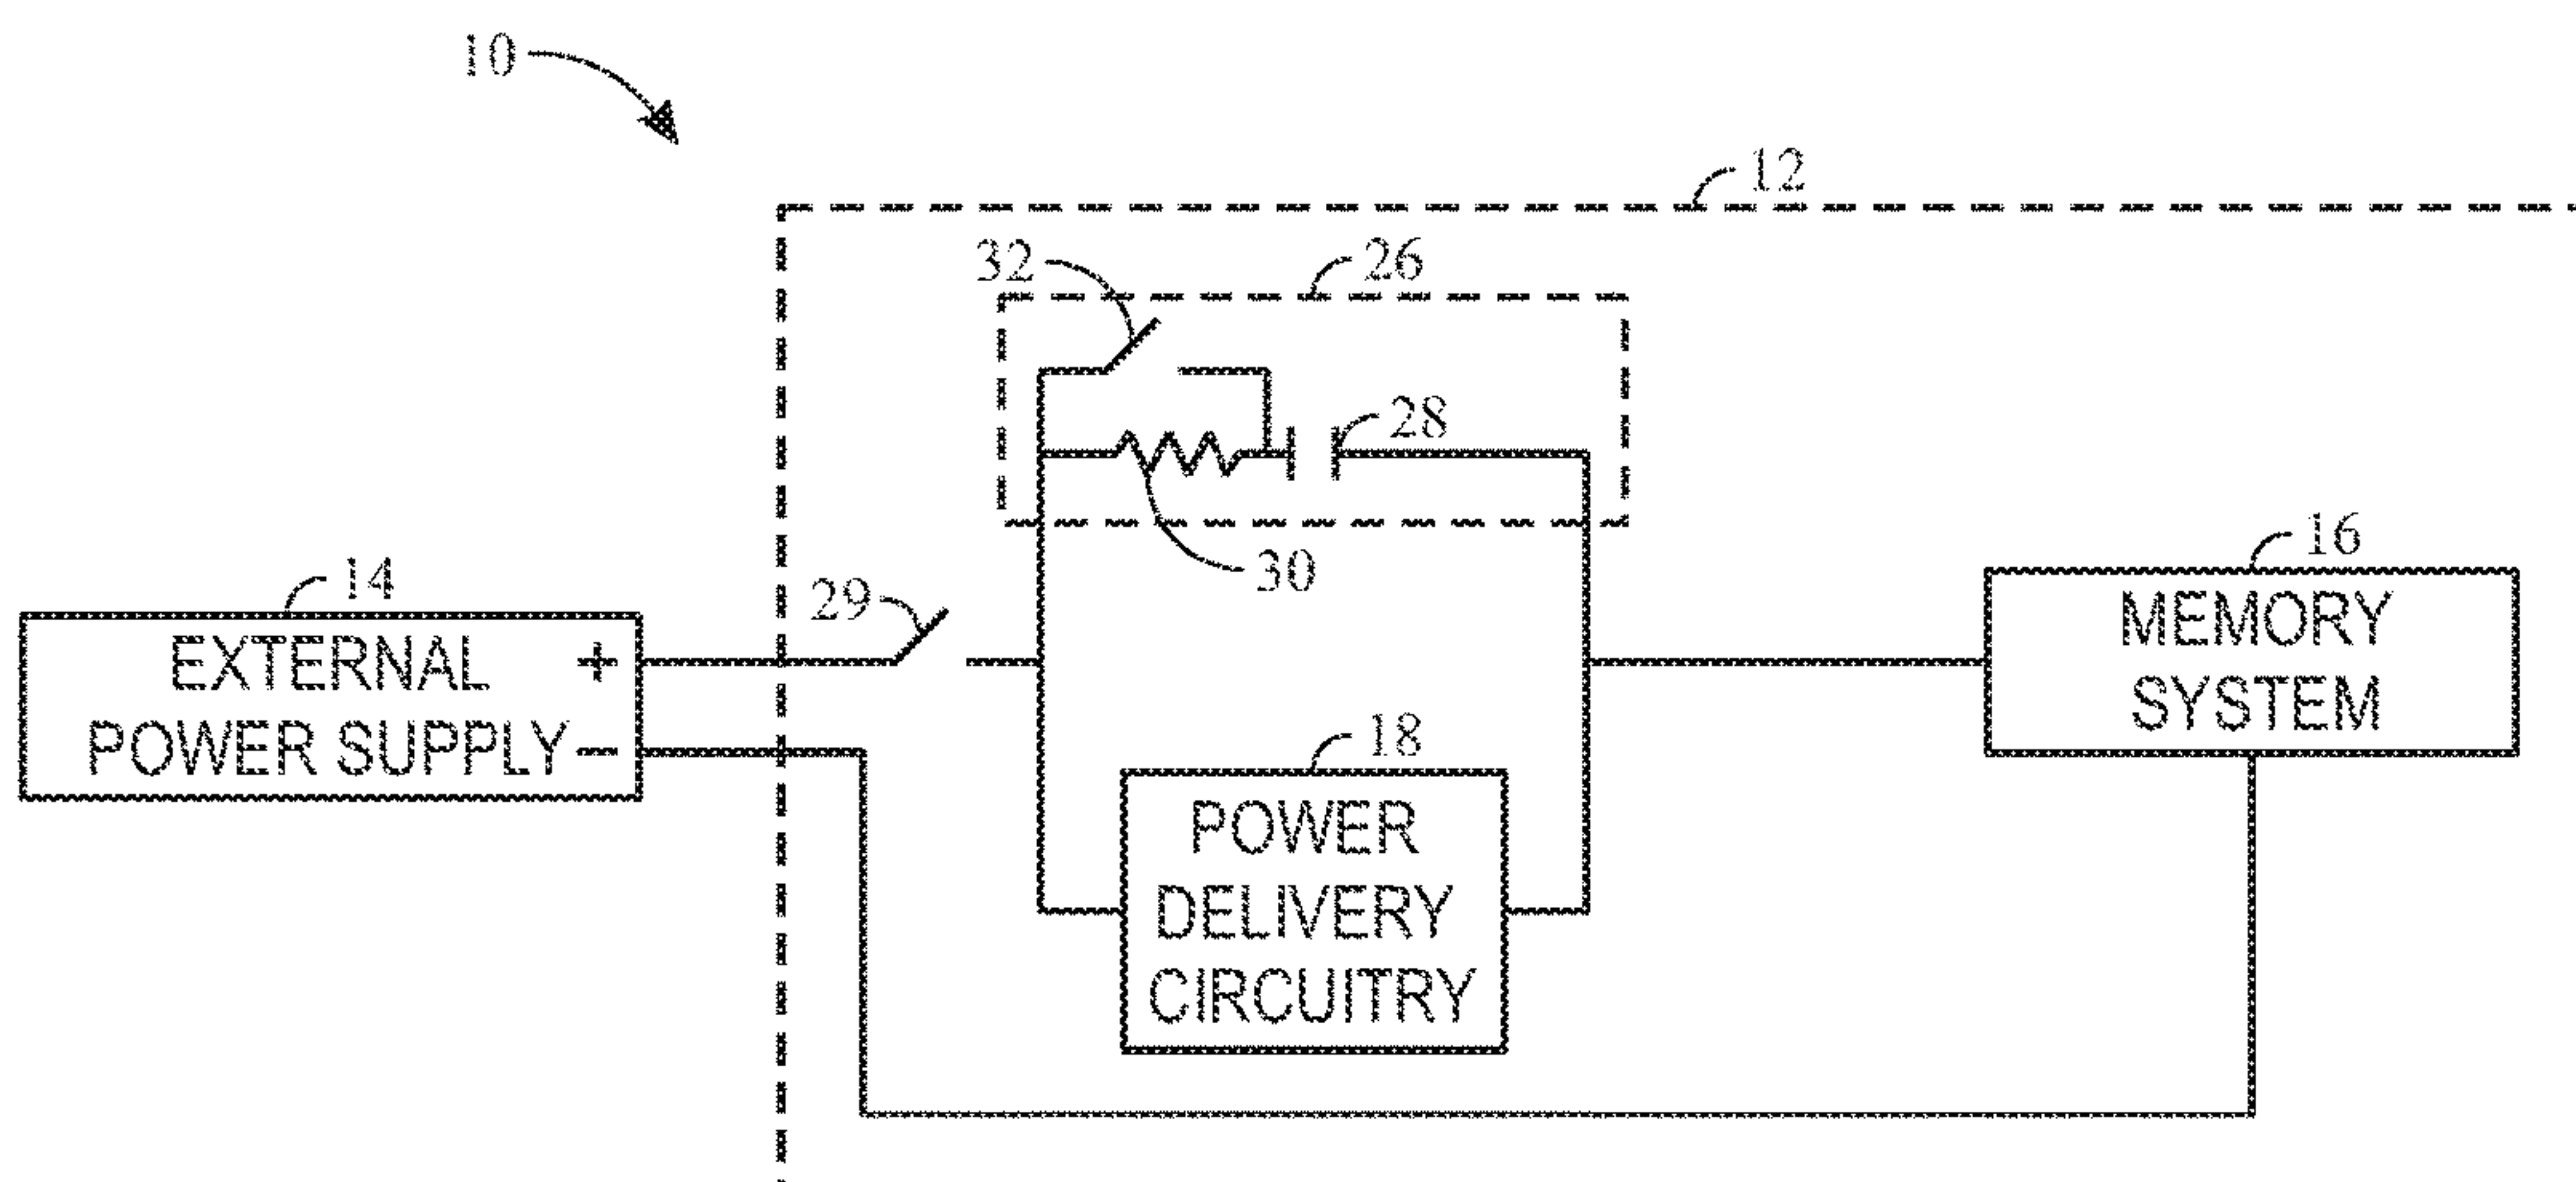 10
12
32
26
28
30
14
29
16
EXTERNAL +
POWER SUPPLY −
MEMORY
SYSTEM
18
POWER
DELIVERY
CIRCUITRY